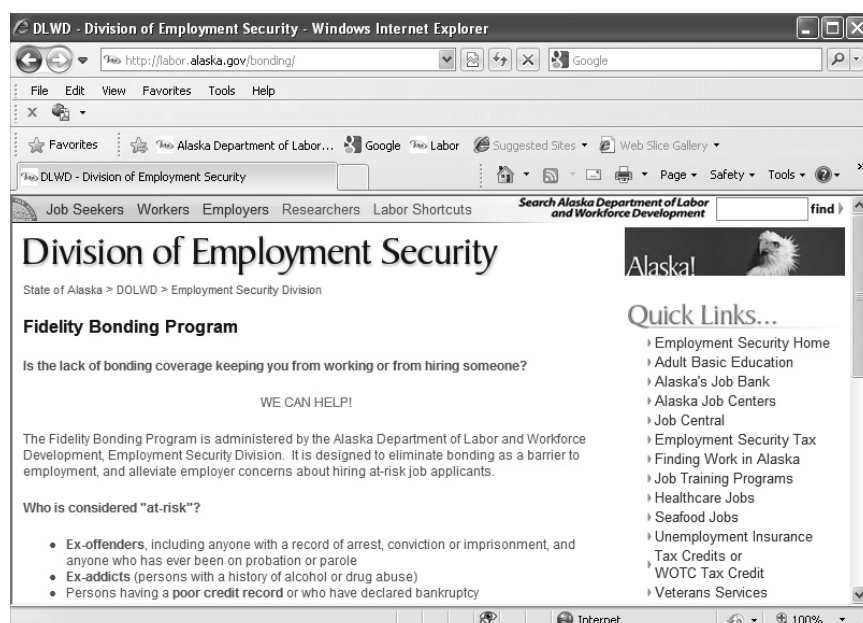 DLWD - Division of Employment Security - Windows Internet Explorer
http://labor.alaska.gov/bonding/
Google
File Edit View Favorites Tools Help
x
Favorites Alaska Department of Labor... Google Labor Suggested Sites Web Slice Gallery
DLWD - Division of Employment Security Page Safety Tools »
Job Seekers Workers Employers Researchers Labor Shortcuts Search Alaska Department of Labor
and Workforce Development find
Division of Employment Security
Alaska!
State of Alaska > DOLWD > Employment Security Division
Fidelity Bonding Program
Is the lack of bonding coverage keeping you from working or from hiring someone?
WE CAN HELP!
The Fidelity Bonding Program is administered by the Alaska Department of Labor and Workforce
Development, Employment Security Division. It is designed to eliminate bonding as a barrier to
employment, and alleviate employer concerns about hiring at-risk job applicants.
Who is considered "at-risk"?
• Ex-offenders, including anyone with a record of arrest, conviction or imprisonment, and
anyone who has ever been on probation or parole
• Ex-addicts (persons with a history of alcohol or drug abuse)
• Persons having a poor credit record or who have declared bankruptcy
Quick Links...
Employment Security Home
Adult Basic Education
Alaska's Job Bank
Alaska Job Centers
Job Central
Employment Security Tax
Finding Work in Alaska
Job Training Programs
Healthcare Jobs
Seafood Jobs
Unemployment Insurance
Tax Credits or
WOTC Tax Credit
Veterans Services
Internet 100%